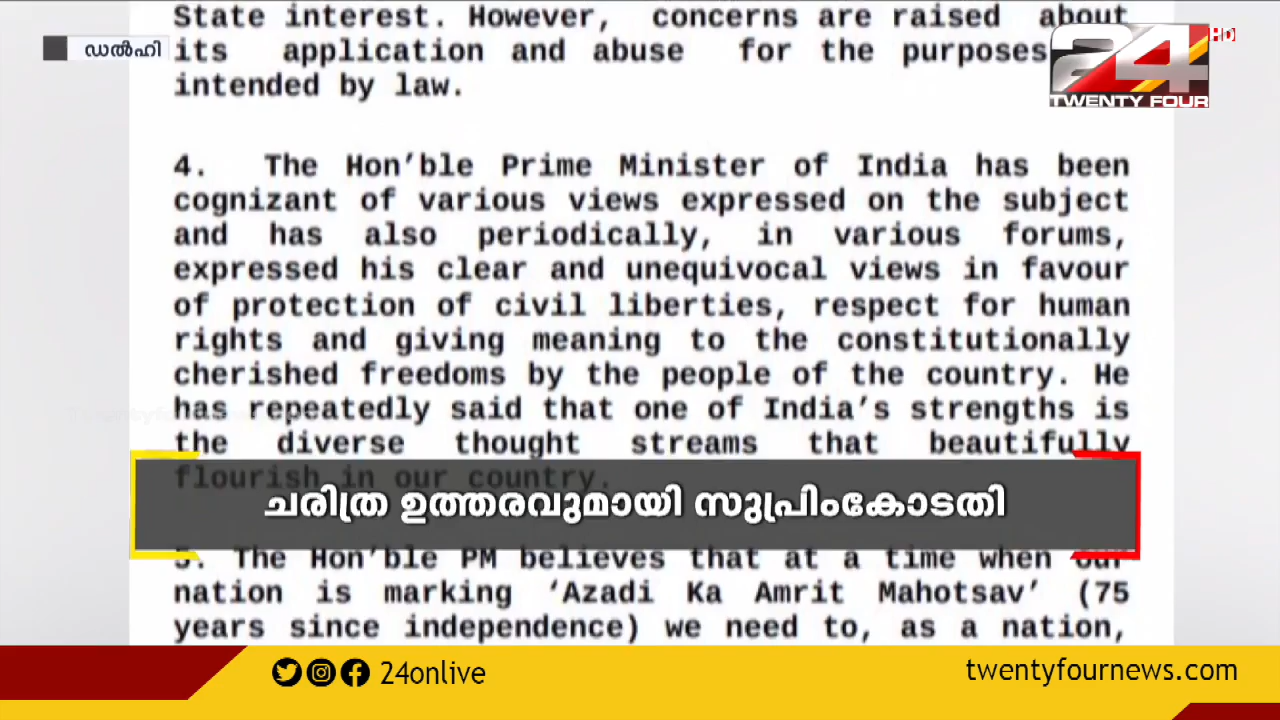 State interest. However, concerns are raised about
its application and abuse for the purposes
intended by law.
ഡൽഹി
24
HD
TWENTY FOUR
4. The Hon'ble Prime Minister of India has been
cognizant of various views expressed on the subject
and has also periodically, in various forums,
expressed his clear and unequivocal views in favour
of protection of civil liberties, respect for human
rights and giving meaning to the constitutionally
cherished freedoms by the people of the country. He
has repeatedly said that one of India's strengths is
the diverse thought streams that beautifully
flourish in our country.
ചരിത്ര ഉത്തരവുമായി സുപ്രിംകോടതി
5. The Hon'ble PM believes that at a time when our
nation is marking 'Azadi Ka Amrit Mahotsav' (75
years since independence) we need to, as a nation,
24onlive
twentyfournews.com